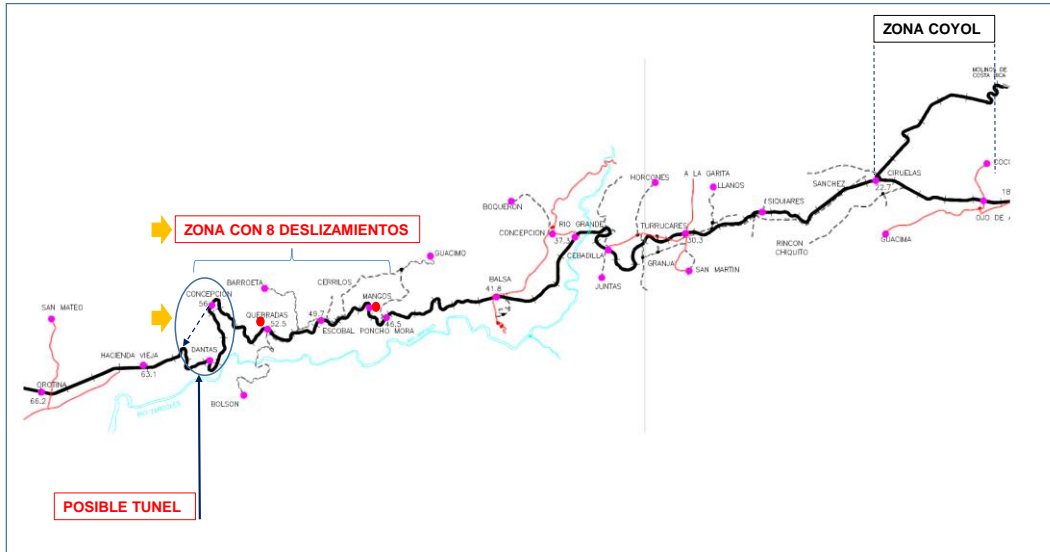 ZONA COYOL
MOLINOS DE
COSTA RICA
COCO
CIRUELAS
22.7
18
OJO DE A
GUACIMA
SANCHEZ
RINCON
CHIQUITO
SIQUIARES
LLANOS
A LA GARITA
HORCONES
TURRUCARES
30.3
GRANJA
SAN MARTIN
BOQUERON
CONCEPCION
37.3
RIO GRANDE
CEBADILLA
JUNTAS
BALSA
41.8
ZONA CON 8 DESLIZAMIENTOS
GUACIMO
CERRILOS
MANGOS
46.5
PONCHO MORA
49.7
ESCOBAL
BARROETA
QUEBRADAS
52.5
BOLSON
CONCEPCION
56
DANTAS
SAN MATEO
HACIENDA VIEJA
63.1
OROTINA
66.2
POSIBLE TUNEL